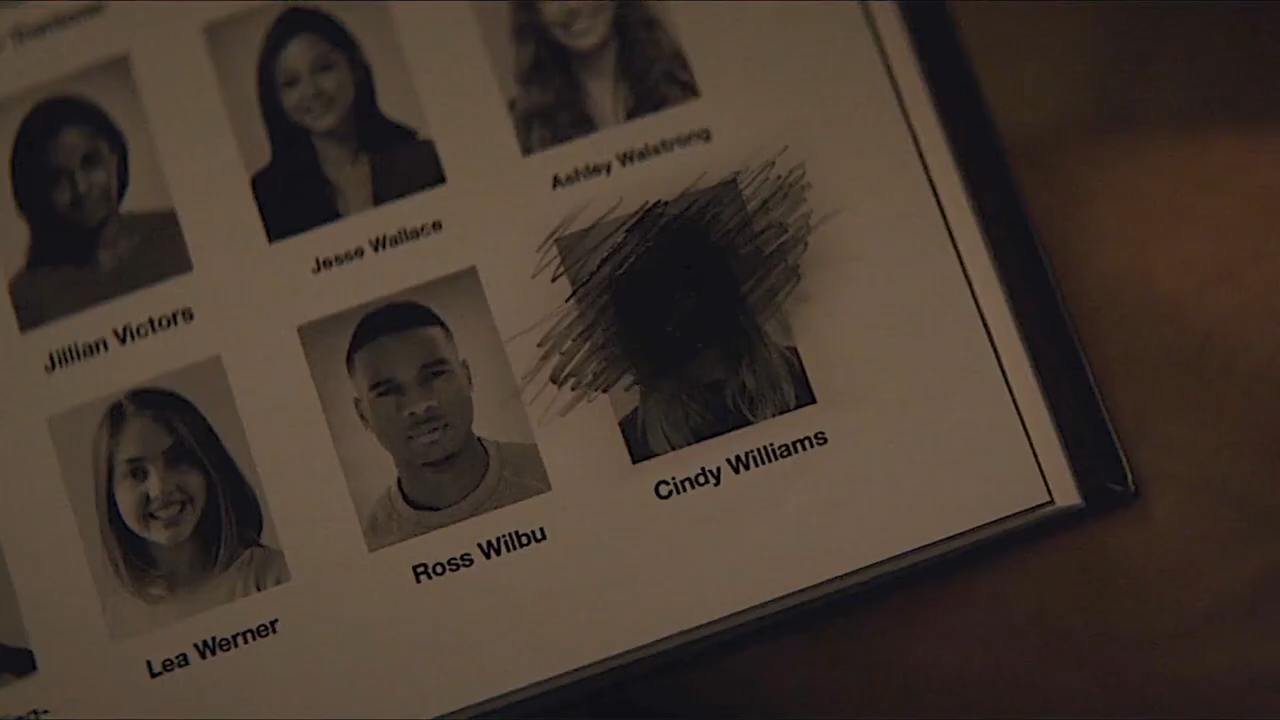 Jillian Victors
Jesse Wallace
Ashley Walstrong
Lea Werner
Ross Wilbu
Cindy Williams